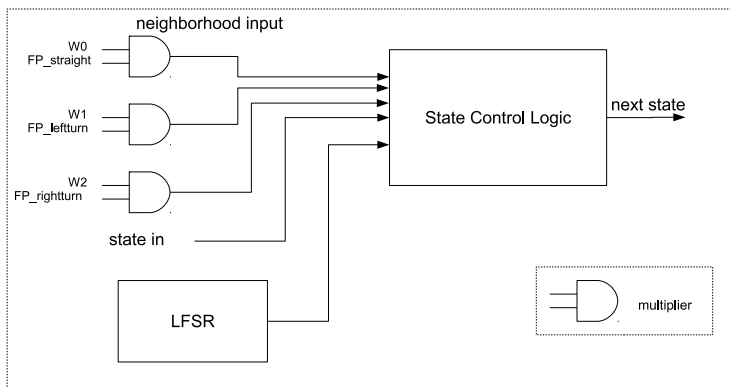 neighborhood input
W0
FP_straight
W1
FP_leftturn
W2
FP_rightturn
state in
LFSR
State Control Logic
next state
multiplier